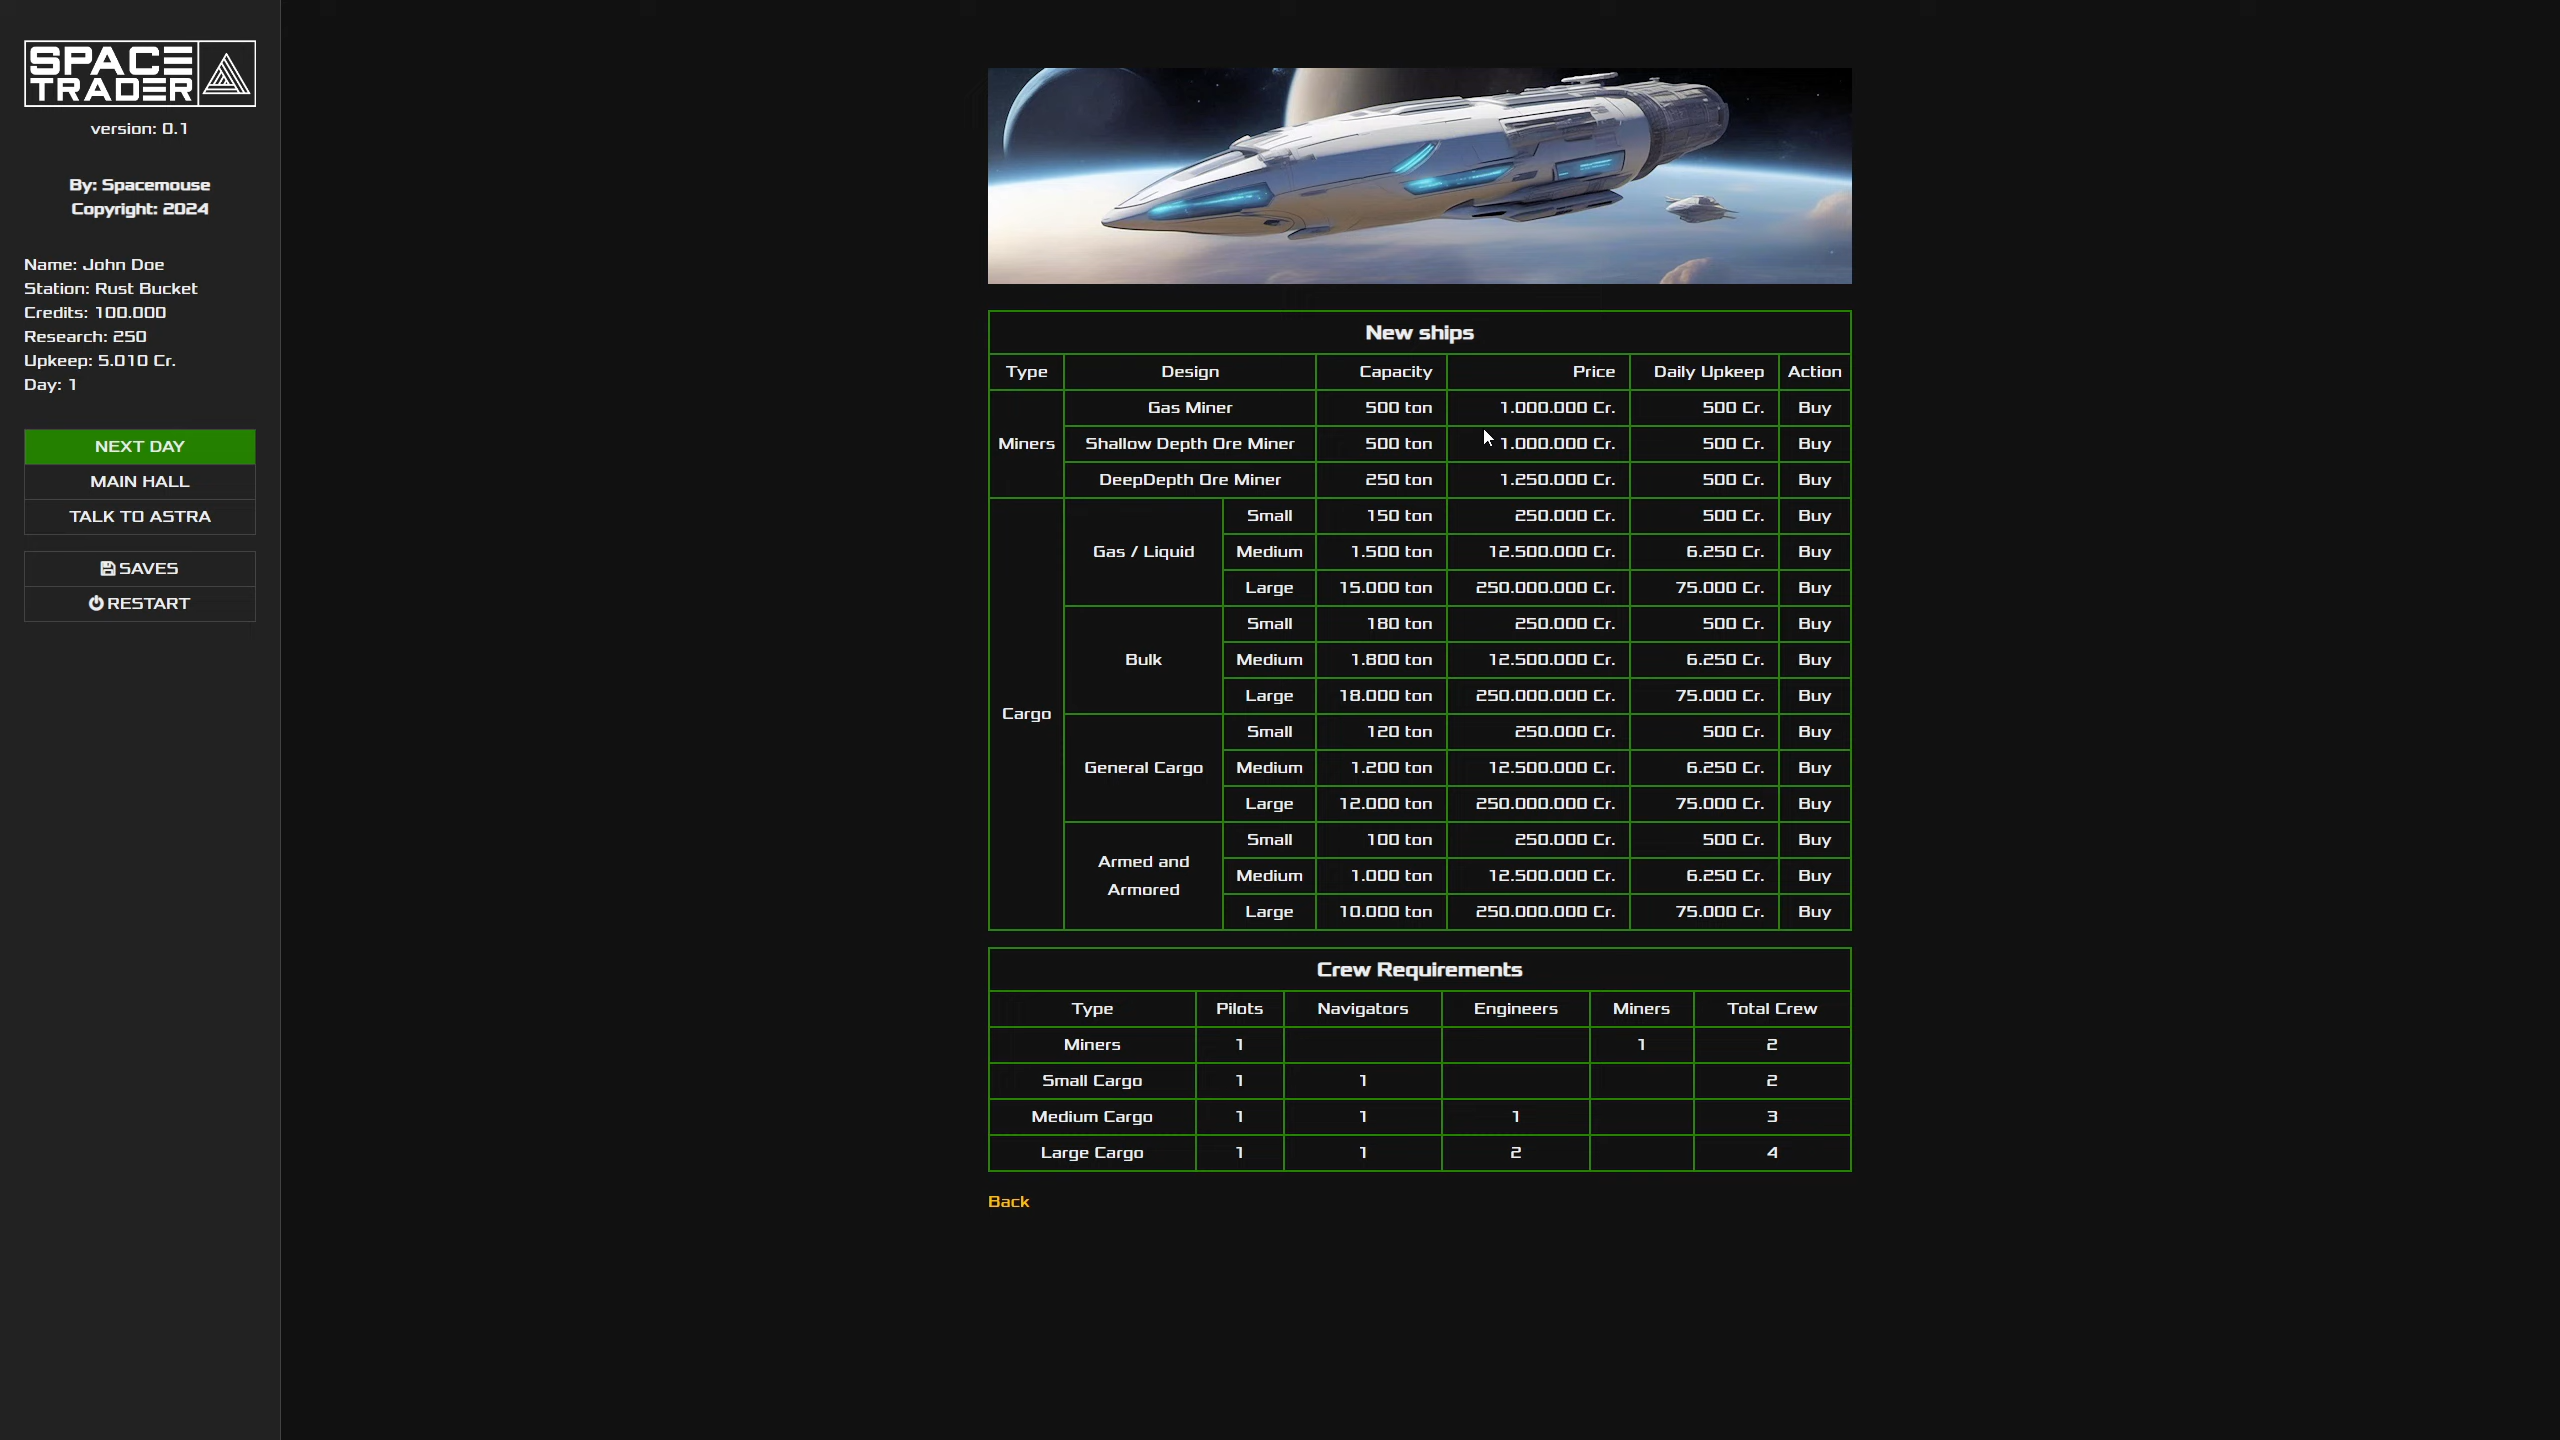 SPACE
TRADER
version: 0.1
By: Spacemouse
Copyright: 2024
Name: John Doe
Station: Rust Bucket
Credits: 100.000
Research: 250
Upkeep: 5.010 Cr.
Day: 1
NEXT DAY
MAIN HALL
TALK TO ASTRA
SAVES
RESTART
New ships
Type Design Capacity Price Daily Upkeep Action
Miners Gas Miner 500 ton 1.000.000 Cr. 500 Cr. Buy
Shallow Depth Ore Miner 500 ton 1.000.000 Cr. 500 Cr. Buy
DeepDepth Ore Miner 250 ton 1.250.000 Cr. 500 Cr. Buy
Cargo Gas / Liquid Small 150 ton 250.000 Cr. 500 Cr. Buy
Medium 1.500 ton 12.500.000 Cr. 6.250 Cr. Buy
Large 15.000 ton 250.000.000 Cr. 75.000 Cr. Buy
Bulk Small 180 ton 250.000 Cr. 500 Cr. Buy
Medium 1.800 ton 12.500.000 Cr. 6.250 Cr. Buy
Large 18.000 ton 250.000.000 Cr. 75.000 Cr. Buy
General Cargo Small 120 ton 250.000 Cr. 500 Cr. Buy
Medium 1.200 ton 12.500.000 Cr. 6.250 Cr. Buy
Large 12.000 ton 250.000.000 Cr. 75.000 Cr. Buy
Armed and Armored Small 100 ton 250.000 Cr. 500 Cr. Buy
Medium 1.000 ton 12.500.000 Cr. 6.250 Cr. Buy
Large 10.000 ton 250.000.000 Cr. 75.000 Cr. Buy
Crew Requirements
Type Pilots Navigators Engineers Miners Total Crew
Miners 1 1 2
Small Cargo 1 1 2
Medium Cargo 1 1 1 3
Large Cargo 1 1 2 4
Back